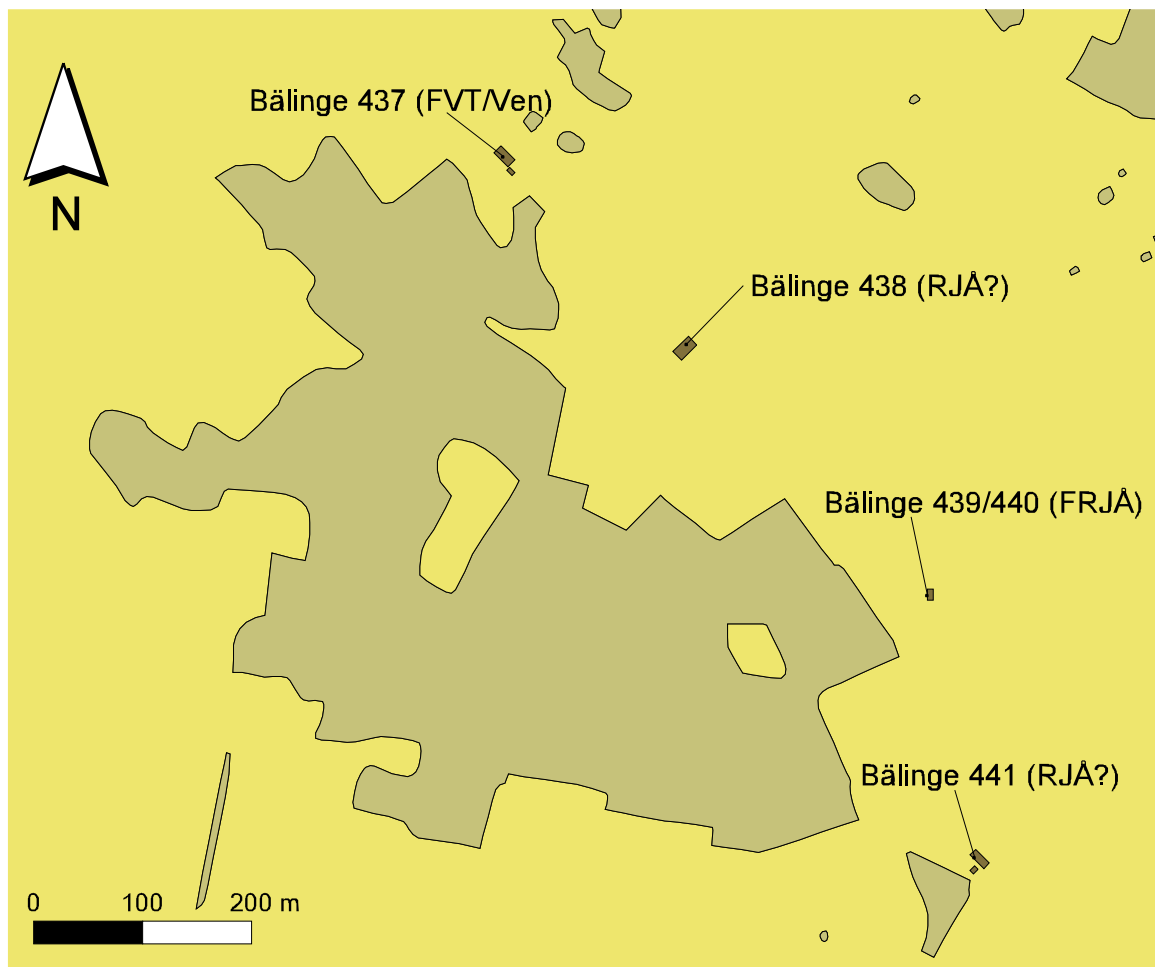 Bälinge 437 (FVT/Ven)
N
Bälinge 438 (RJÅ?)
Bälinge 439/440 (FRJÅ)
Bälinge 441 (RJÅ?)
0 100 200 m